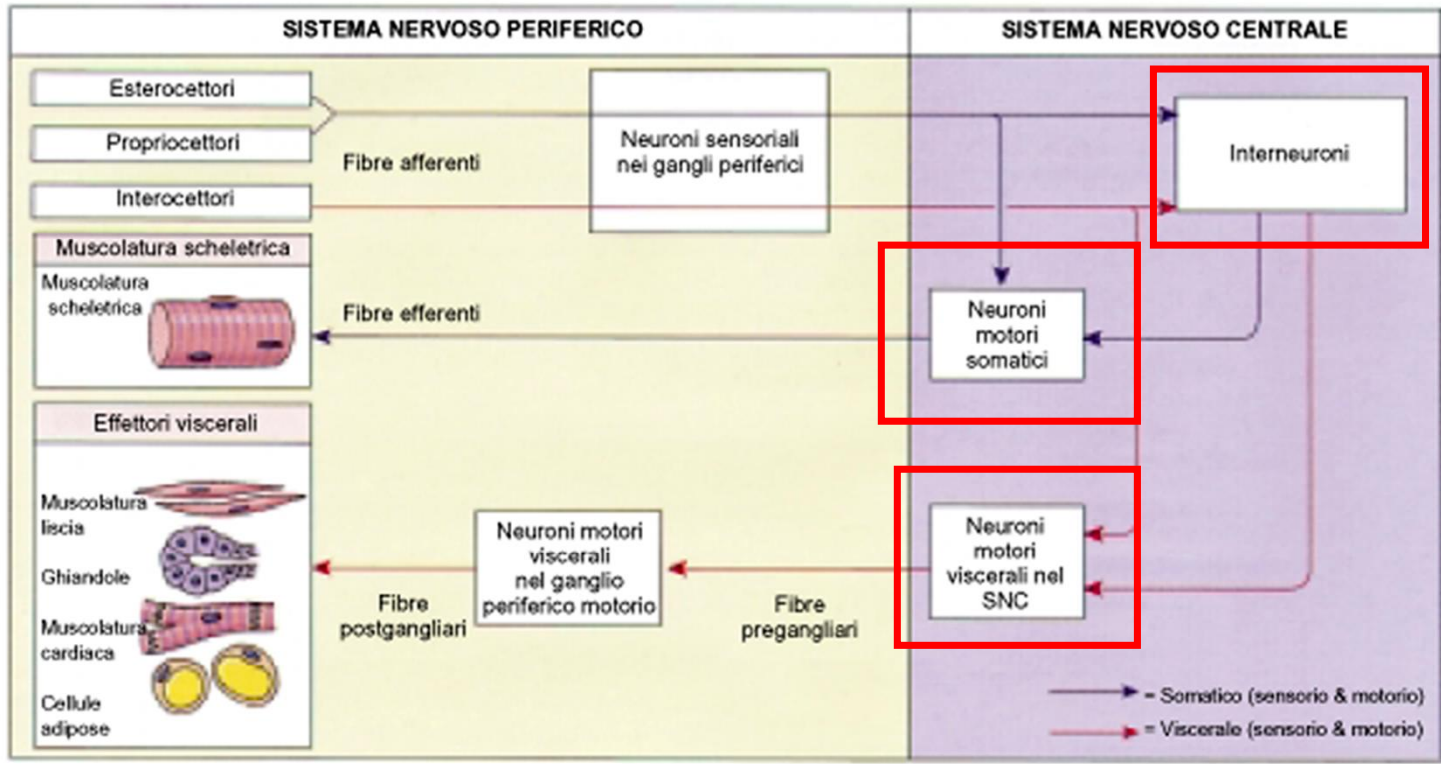 SISTEMA NERVOSO PERIFERICO
SISTEMA NERVOSO CENTRALE
Esterocettori
Propriocettori
Interocettori
Fibre afferenti
Neuroni sensoriali
nei gangli periferici
Interneuroni
Muscolatura scheletrica
Muscolatura
scheletrica
Fibre efferenti
Neuroni
motori
somatici
Effettori viscerali
Muscolatura
liscia
Ghiandole
Muscolatura
cardiaca
Cellule
adipose
Fibre
postgangliari
Neuroni motori
viscerali
nel ganglio
periferico motorio
Fibre
pregangliari
Neuroni
motori
viscerali nel
SNC
= Somatico (sensorio & motorio)
= Viscerale (sensorio & motorio)